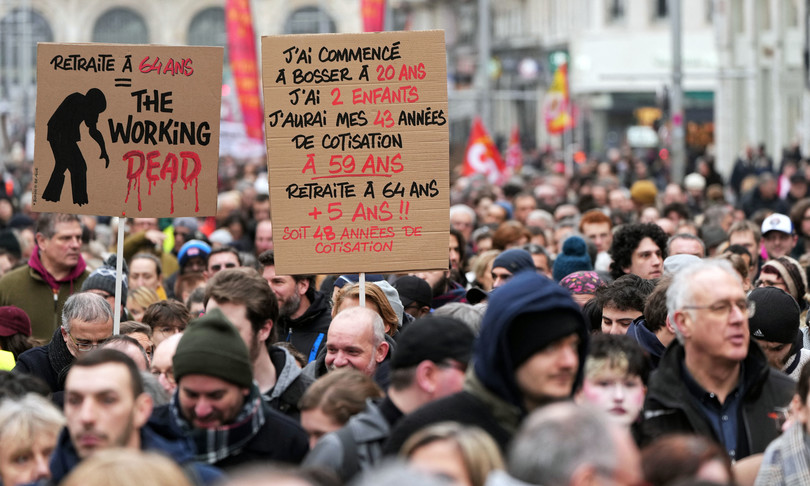 RETRAITE À 64 ANS
=
THE
WORKING
DEAD
J'AI COMMENCÉ
À BOSSER À 20 ANS
J'AI 2 ENFANTS
J'AURAI MES 43 ANNÉES
DE COTISATION
À 59 ANS
RETRAITE À 64 ANS
+ 5 ANS !!
SOIT 48 ANNÉES DE
COTISATION